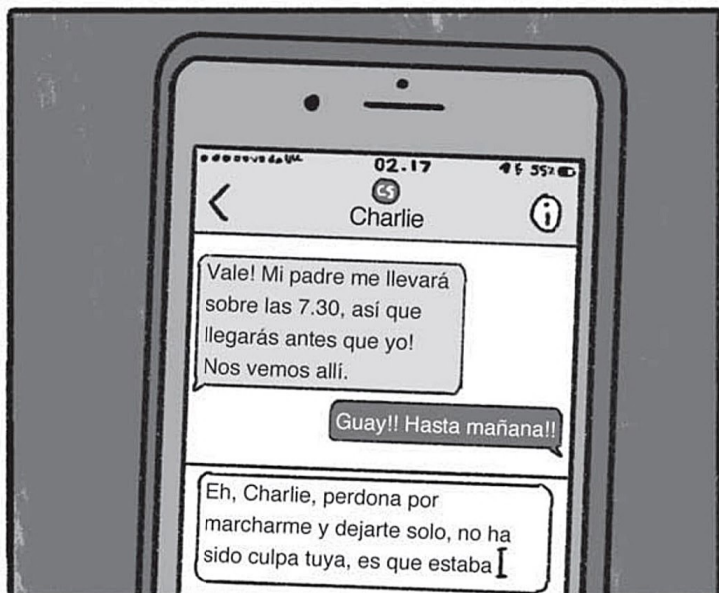 02.17
55%
CS
Charlie
Vale! Mi padre me llevará
sobre las 7.30, así que
llegarás antes que yo!
Nos vemos allí.
Guay!! Hasta mañana!!
Eh, Charlie, perdona por
marcharme y dejarte solo, no ha
sido culpa tuya, es que estaba